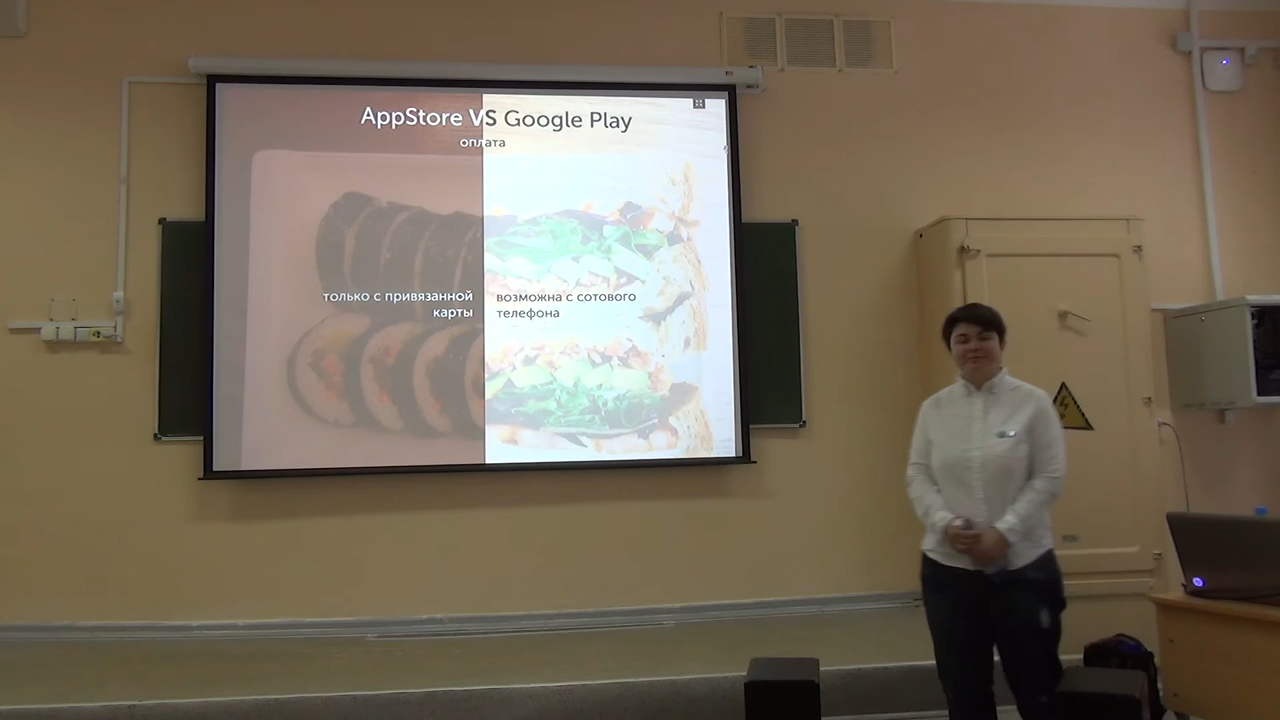 AppStore VS Google Play
оплата
только с привязанной
карты
возможна с сотового
телефона